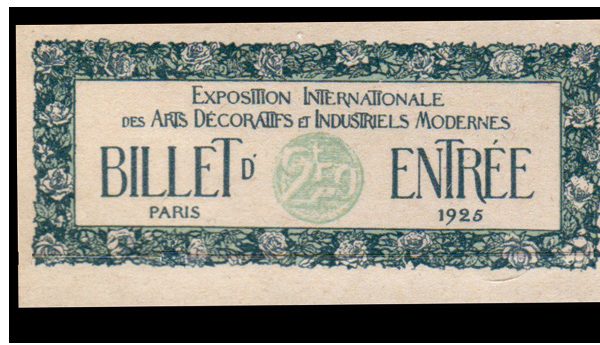 EXPOSITION INTERNATIONALE
DES ARTS DÉCORATIFS ET INDUSTRIELS MODERNES
BILLET D' ENTRÉE
PARIS 1925